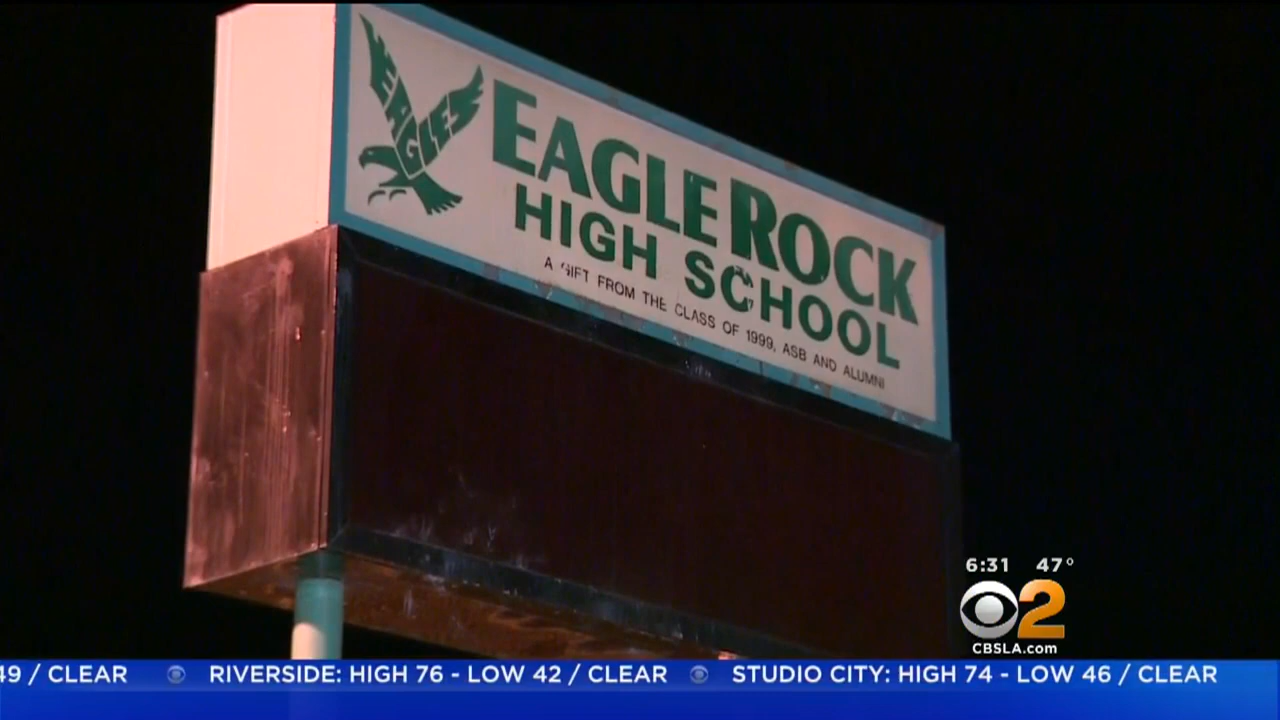 EAGLES
EAGLE ROCK
HIGH SCHOOL
A GIFT FROM THE CLASS OF 1999, ASB AND ALUMNI
6:31 47°
2
CBSLA.com
49 / CLEAR RIVERSIDE: HIGH 76 - LOW 42 / CLEAR STUDIO CITY: HIGH 74 - LOW 46 / CLEAR